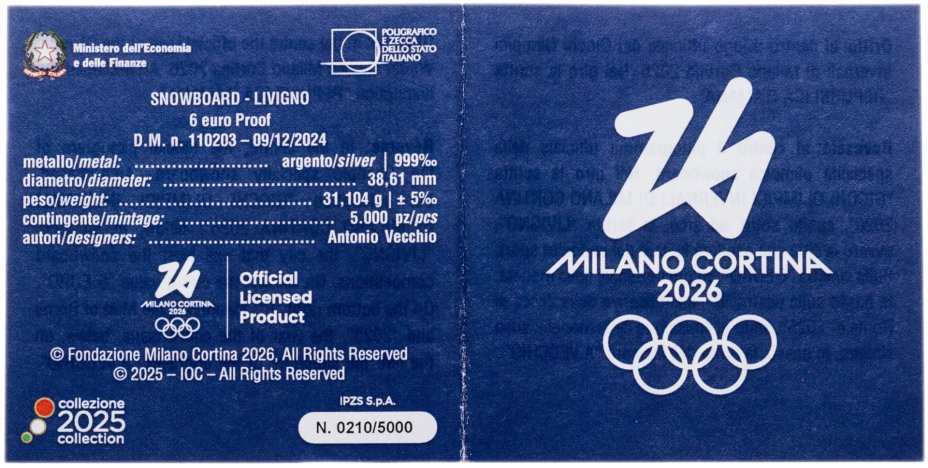 Ministero dell'Economia
e delle Finanze
POLIGRAFICO
E ZECCA
DELLO STATO
ITALIANO
SNOWBOARD - LIVIGNO
6 euro Proof
D.M. n. 110203 – 09/12/2024
metallo/metal: ........................... argento/silver | 999‰
diametro/diameter: ....................................... 38,61 mm
peso/weight: ........................................ 31,104 g | ± 5‰
contingente/mintage: ............................... 5.000 pz/pcs
autori/designers: .................................. Antonio Vecchio
26
MILANO CORTINA
2026
Official
Licensed
Product
© Fondazione Milano Cortina 2026, All Rights Reserved
© 2025 – IOC – All Rights Reserved
collezione
2025
collection
IPZS S.p.A.
N. 0210/5000
26
MILANO CORTINA
2026